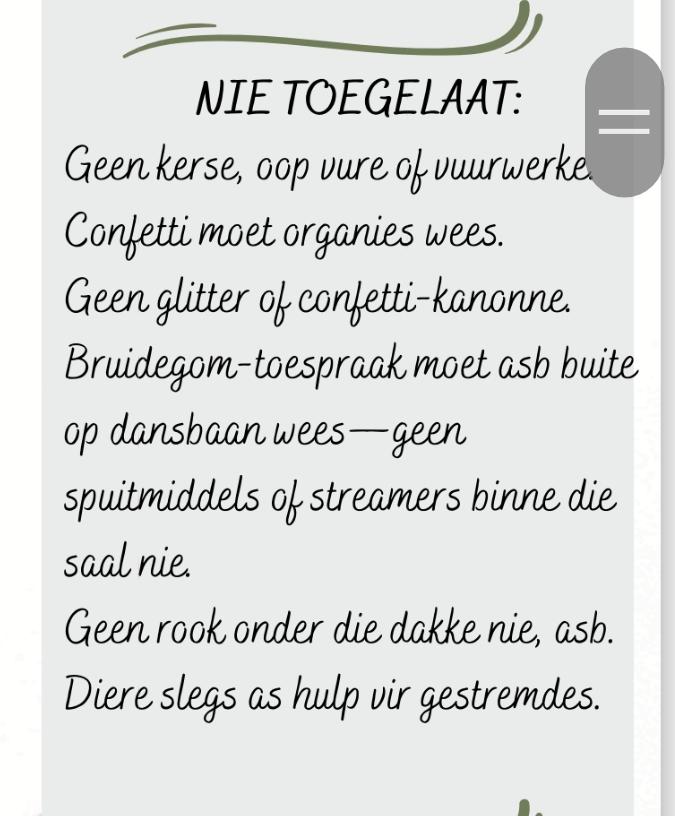 NIE TOEGELAAT:
Geen kerse, oop vure of vuurwerke.
Confetti moet organies wees.
Geen glitter of confetti-kanonne.
Bruidegom-toespraak moet asb buite
op dansbaan wees—geen
spuitmiddels of streamers binne die
saal nie.
Geen rook onder die dakke nie, asb.
Diere slegs as hulp vir gestremdes.